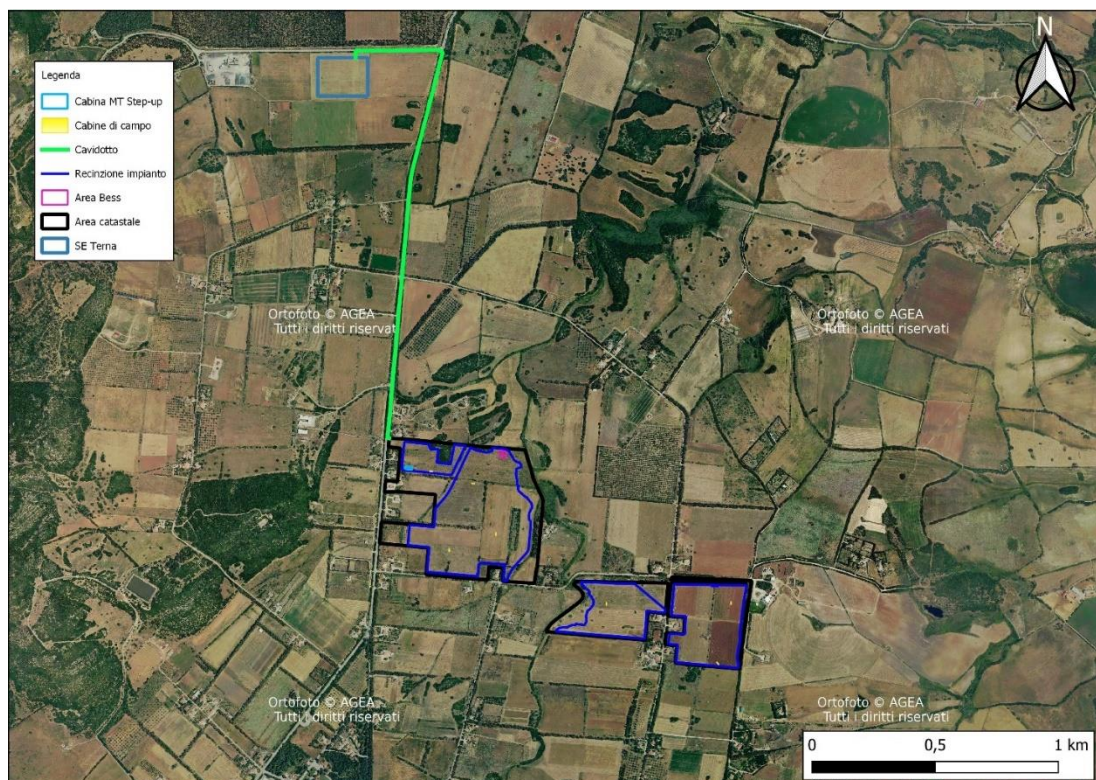 N
Legenda
Cabina MT Step-up
Cabine di campo
Cavidotto
Recinzione impianto
Area Bess
Area catastale
SE Terna
Ortofoto © AGEA
Tutti i diritti riservati
Ortofoto © AGEA
Tutti i diritti riservati
Ortofoto © AGEA
Tutti i diritti riservati
Ortofoto © AGEA
Tutti i diritti riservati
0 0,5 1 km